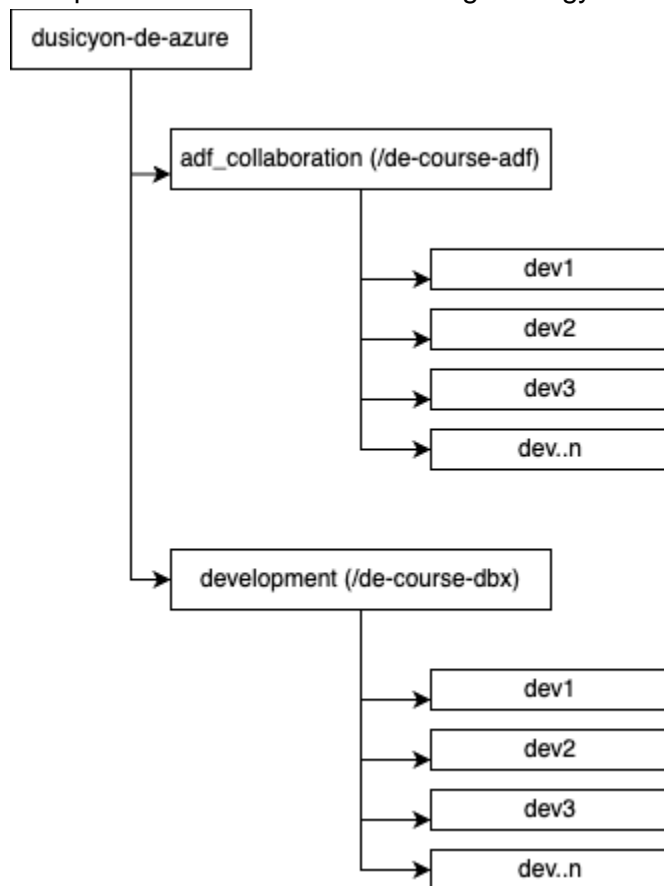 dusicyon-de-azure
adf_collaboration (/de-course-adf)
dev1
dev2
dev3
dev..n
development (/de-course-dbx)
dev1
dev2
dev3
dev..n